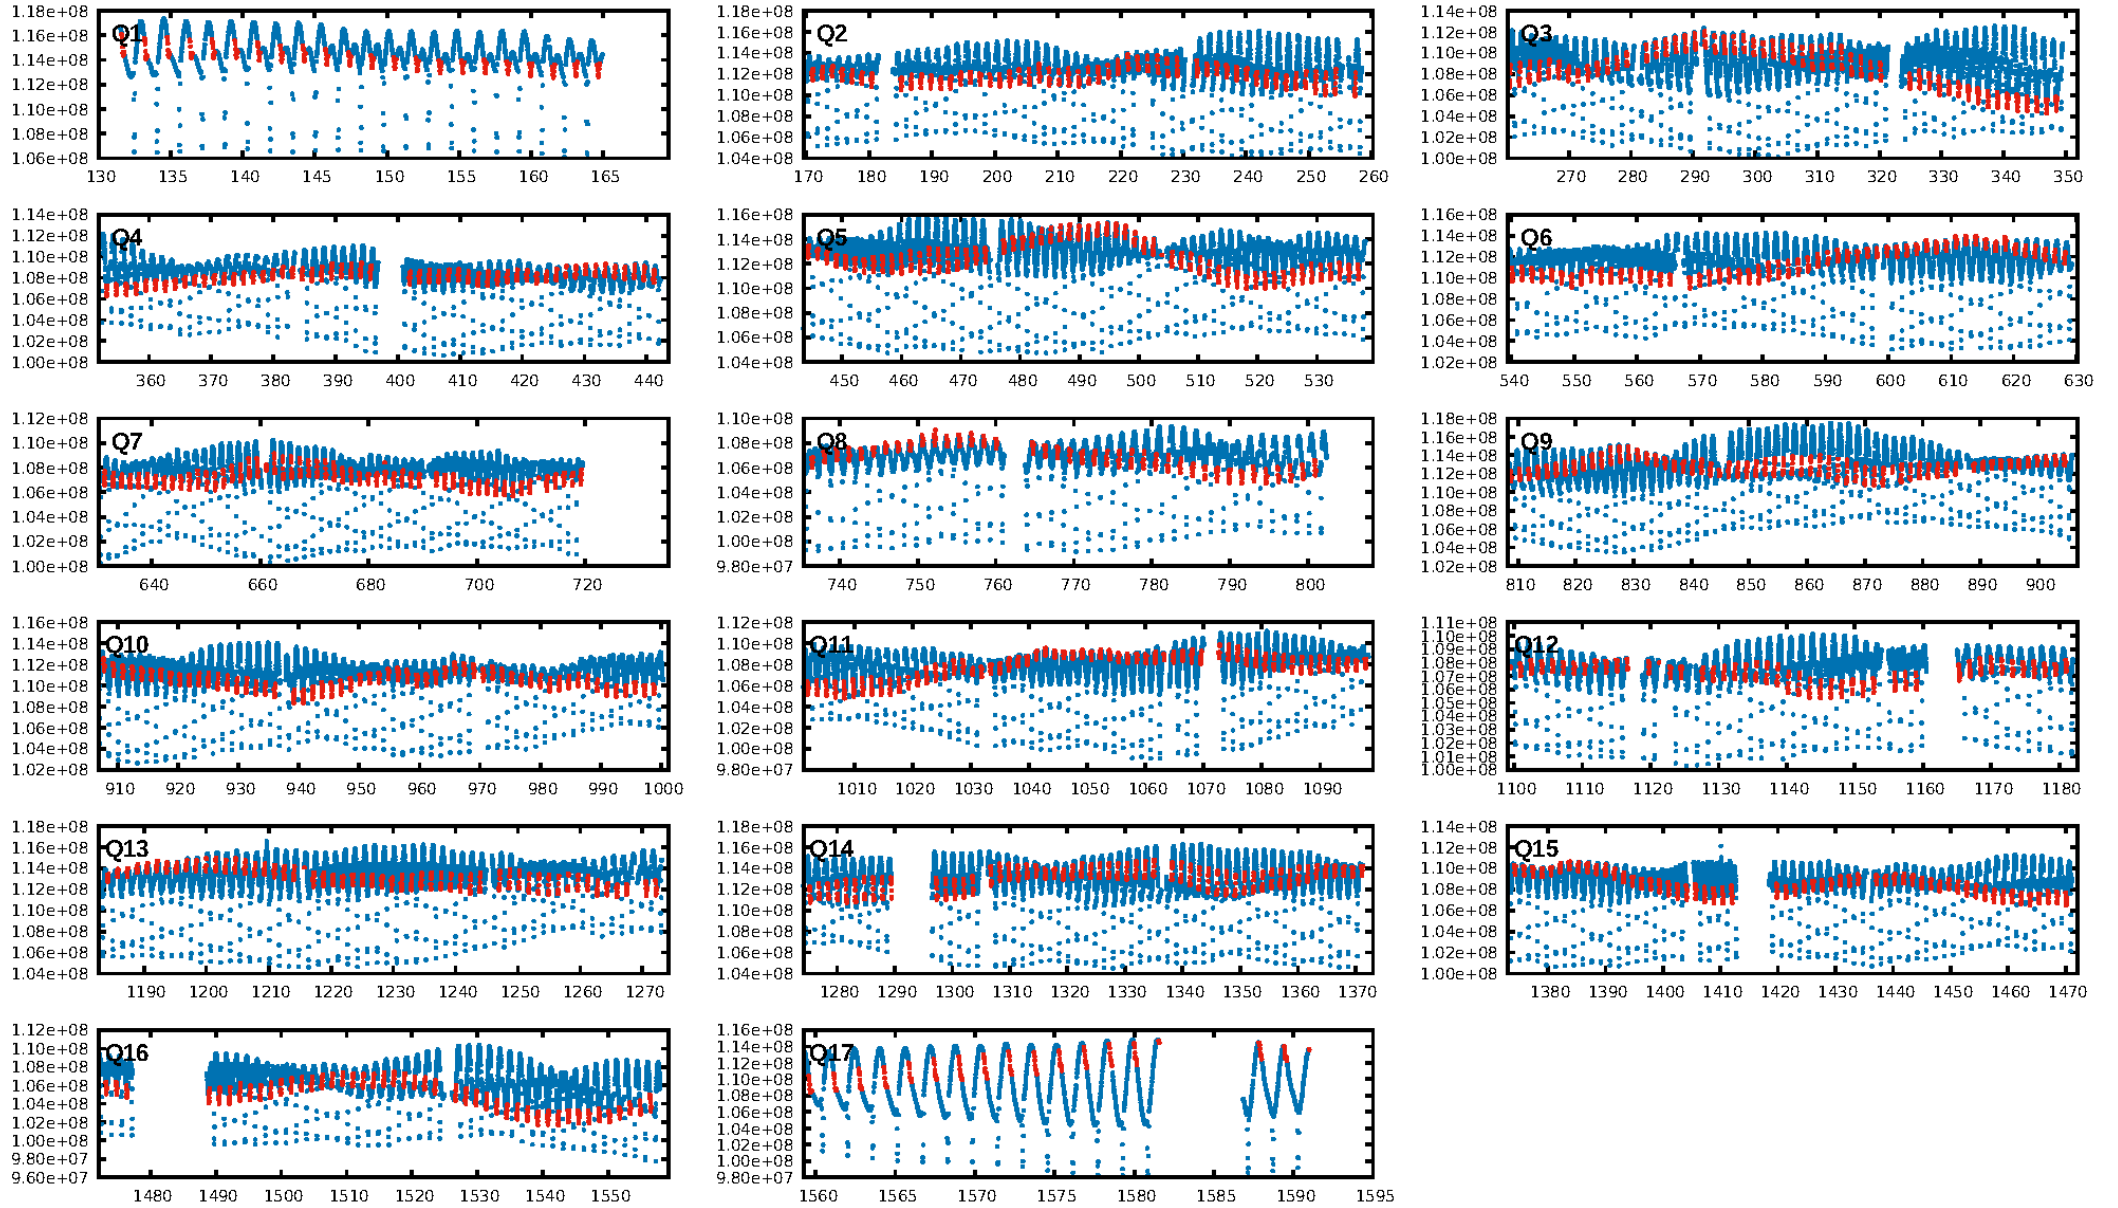 Q1
1.18e+08
1.16e+08
1.14e+08
1.12e+08
1.10e+08
1.08e+08
1.06e+08
130 135 140 145 150 155 160 165
Q2
1.18e+08
1.16e+08
1.14e+08
1.12e+08
1.10e+08
1.08e+08
1.06e+08
1.04e+08
170 180 190 200 210 220 230 240 250 260
Q3
1.14e+08
1.12e+08
1.10e+08
1.08e+08
1.06e+08
1.04e+08
1.02e+08
1.00e+08
270 280 290 300 310 320 330 340 350
Q4
1.14e+08
1.12e+08
1.10e+08
1.08e+08
1.06e+08
1.04e+08
1.02e+08
1.00e+08
360 370 380 390 400 410 420 430 440
Q5
1.16e+08
1.14e+08
1.12e+08
1.10e+08
1.08e+08
1.06e+08
1.04e+08
450 460 470 480 490 500 510 520 530
Q6
1.16e+08
1.14e+08
1.12e+08
1.10e+08
1.08e+08
1.06e+08
1.04e+08
1.02e+08
540 550 560 570 580 590 600 610 620 630
Q7
1.12e+08
1.10e+08
1.08e+08
1.06e+08
1.04e+08
1.02e+08
1.00e+08
640 660 680 700 720
Q8
1.10e+08
1.08e+08
1.06e+08
1.04e+08
1.02e+08
1.00e+08
9.80e+07
740 750 760 770 780 790 800
Q9
1.18e+08
1.16e+08
1.14e+08
1.12e+08
1.10e+08
1.08e+08
1.06e+08
1.04e+08
1.02e+08
810 820 830 840 850 860 870 880 890 900
Q10
1.16e+08
1.14e+08
1.12e+08
1.10e+08
1.08e+08
1.06e+08
1.04e+08
1.02e+08
910 920 930 940 950 960 970 980 990 1000
Q11
1.12e+08
1.10e+08
1.08e+08
1.06e+08
1.04e+08
1.02e+08
1.00e+08
9.80e+07
1010 1020 1030 1040 1050 1060 1070 1080 1090
Q12
1.11e+08
1.10e+08
1.09e+08
1.08e+08
1.07e+08
1.06e+08
1.05e+08
1.04e+08
1.03e+08
1.02e+08
1.01e+08
1.00e+08
1100 1110 1120 1130 1140 1150 1160 1170 1180
Q13
1.18e+08
1.16e+08
1.14e+08
1.12e+08
1.10e+08
1.08e+08
1.06e+08
1.04e+08
1190 1200 1210 1220 1230 1240 1250 1260 1270
Q14
1.18e+08
1.16e+08
1.14e+08
1.12e+08
1.10e+08
1.08e+08
1.06e+08
1.04e+08
1280 1290 1300 1310 1320 1330 1340 1350 1360 1370
Q15
1.14e+08
1.12e+08
1.10e+08
1.08e+08
1.06e+08
1.04e+08
1.02e+08
1.00e+08
1380 1390 1400 1410 1420 1430 1440 1450 1460 1470
Q16
1.12e+08
1.10e+08
1.08e+08
1.06e+08
1.04e+08
1.02e+08
1.00e+08
9.80e+07
9.60e+07
1480 1490 1500 1510 1520 1530 1540 1550
Q17
1.16e+08
1.14e+08
1.12e+08
1.10e+08
1.08e+08
1.06e+08
1.04e+08
1.02e+08
1.00e+08
9.80e+07
1560 1565 1570 1575 1580 1585 1590 1595